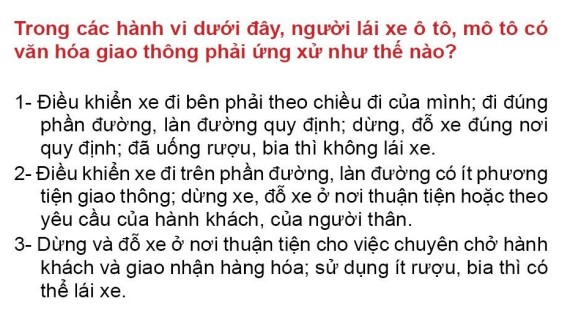 Trong các hành vi dưới đây, người lái xe ô tô, mô tô có
văn hóa giao thông phải ứng xử như thế nào?
1- Điều khiển xe đi bên phải theo chiều đi của mình; đi đúng
phần đường, làn đường quy định; dừng, đỗ xe đúng nơi
quy định; đã uống rượu, bia thì không lái xe.
2- Điều khiển xe đi trên phần đường, làn đường có ít phương
tiện giao thông; dừng xe, đỗ xe ở nơi thuận tiện hoặc theo
yêu cầu của hành khách, của người thân.
3- Dừng và đỗ xe ở nơi thuận tiện cho việc chuyên chở hành
khách và giao nhận hàng hóa; sử dụng ít rượu, bia thì có
thể lái xe.